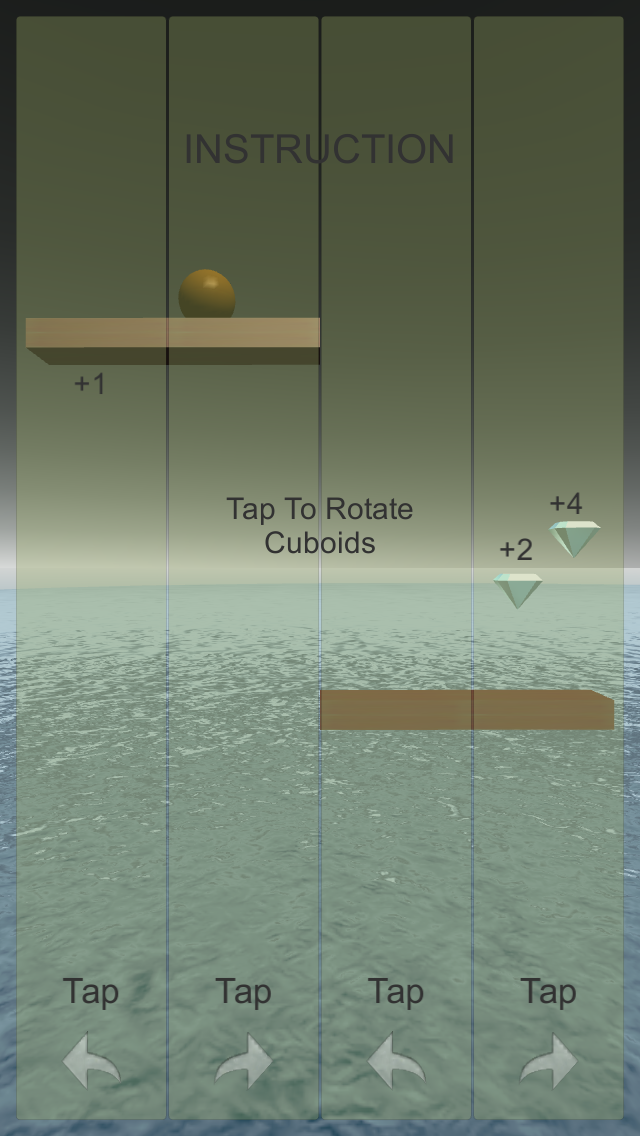 INSTRUCTION
+1
Tap To Rotate
Cuboids
+4
+2
Tap Tap Tap Tap